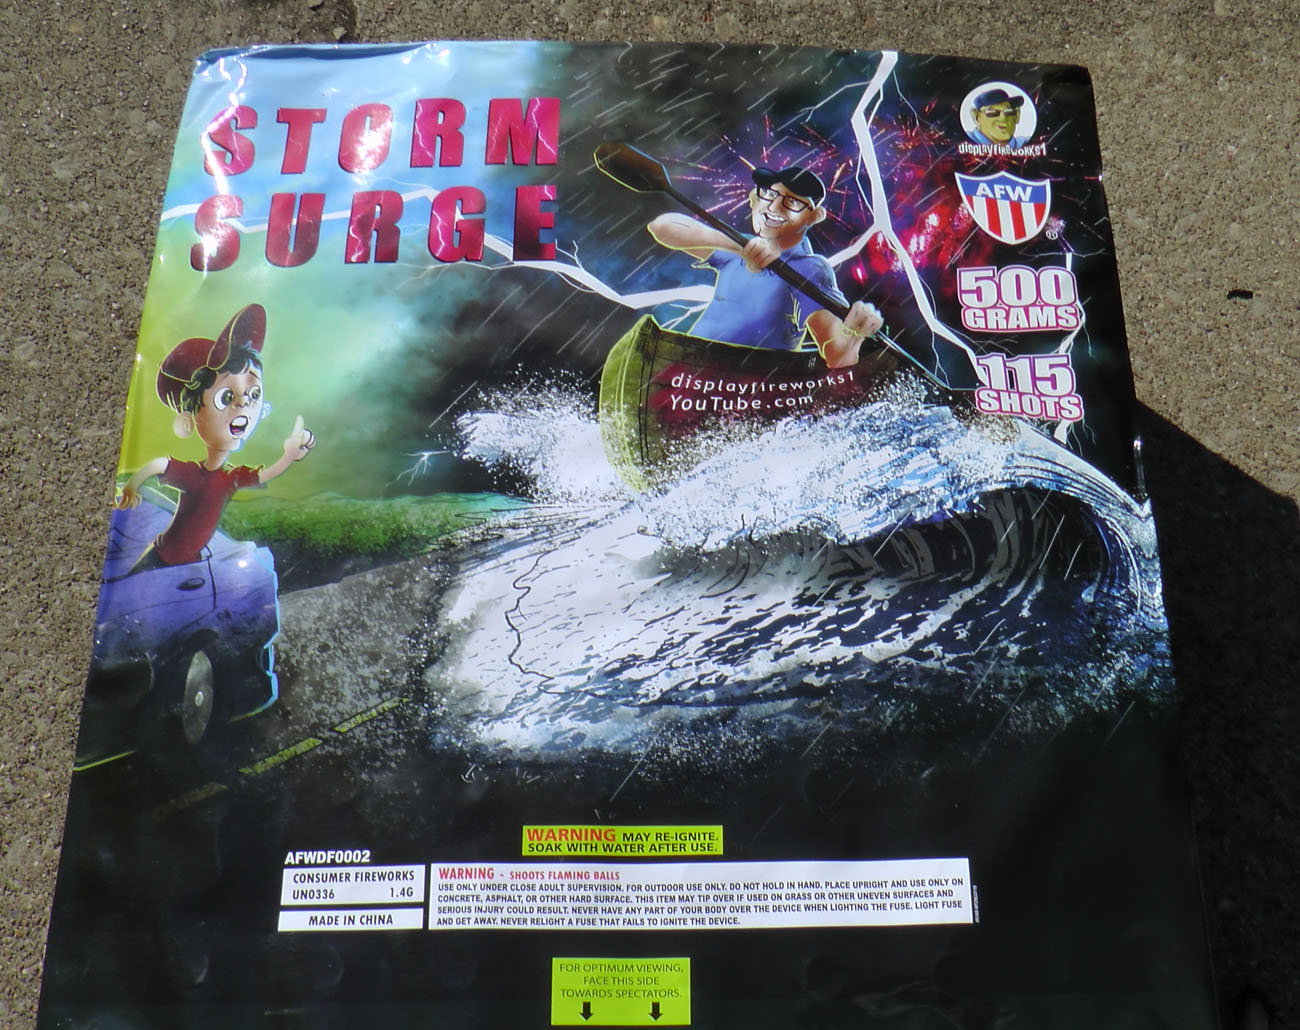 STORM
SURGE
displayfireworks1
AFW
®
500
GRAMS
115
SHOTS
displayfireworks1
YouTube.com
WARNING MAY RE-IGNITE.
SOAK WITH WATER AFTER USE.
AFWDF0002
CONSUMER FIREWORKS
UN0336 1.4G
MADE IN CHINA
WARNING - SHOOTS FLAMING BALLS
USE ONLY UNDER CLOSE ADULT SUPERVISION. FOR OUTDOOR USE ONLY. DO NOT HOLD IN HAND. PLACE UPRIGHT AND USE ONLY ON
CONCRETE, ASPHALT, OR OTHER HARD SURFACE. THIS ITEM MAY TIP OVER IF USED ON GRASS OR OTHER UNEVEN SURFACES AND
SERIOUS INJURY COULD RESULT. NEVER HAVE ANY PART OF YOUR BODY OVER THE DEVICE WHEN LIGHTING THE FUSE. LIGHT FUSE
AND GET AWAY. NEVER RELIGHT A FUSE THAT FAILS TO IGNITE THE DEVICE.
FOR OPTIMUM VIEWING,
FACE THIS SIDE
TOWARDS SPECTATORS.